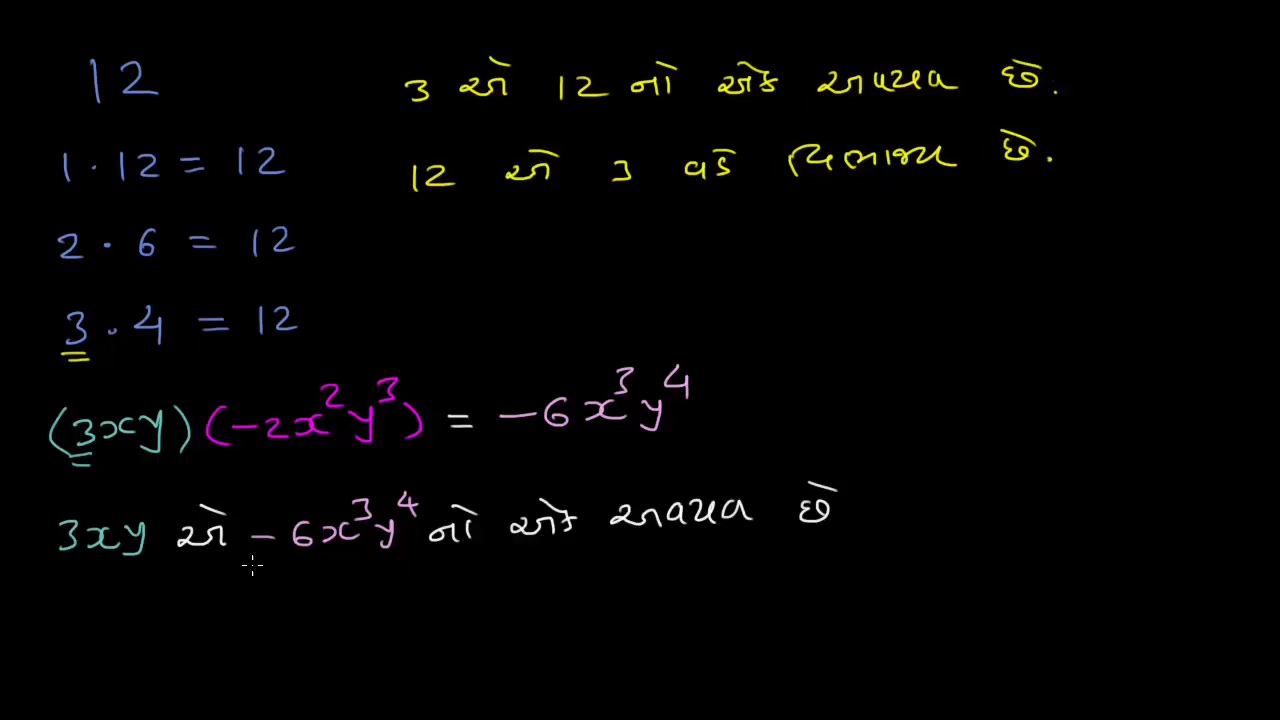 12
3 એ 12 નો એક અવયવ છે.
1 · 12 = 12
12 એ 3 વડે વિભાજ્ય છે.
2 · 6 = 12
3 · 4 = 12
(3xy)(-2x²y³) = -6x³y⁴
3xy એ -6x³y⁴ નો એક અવયવ છે